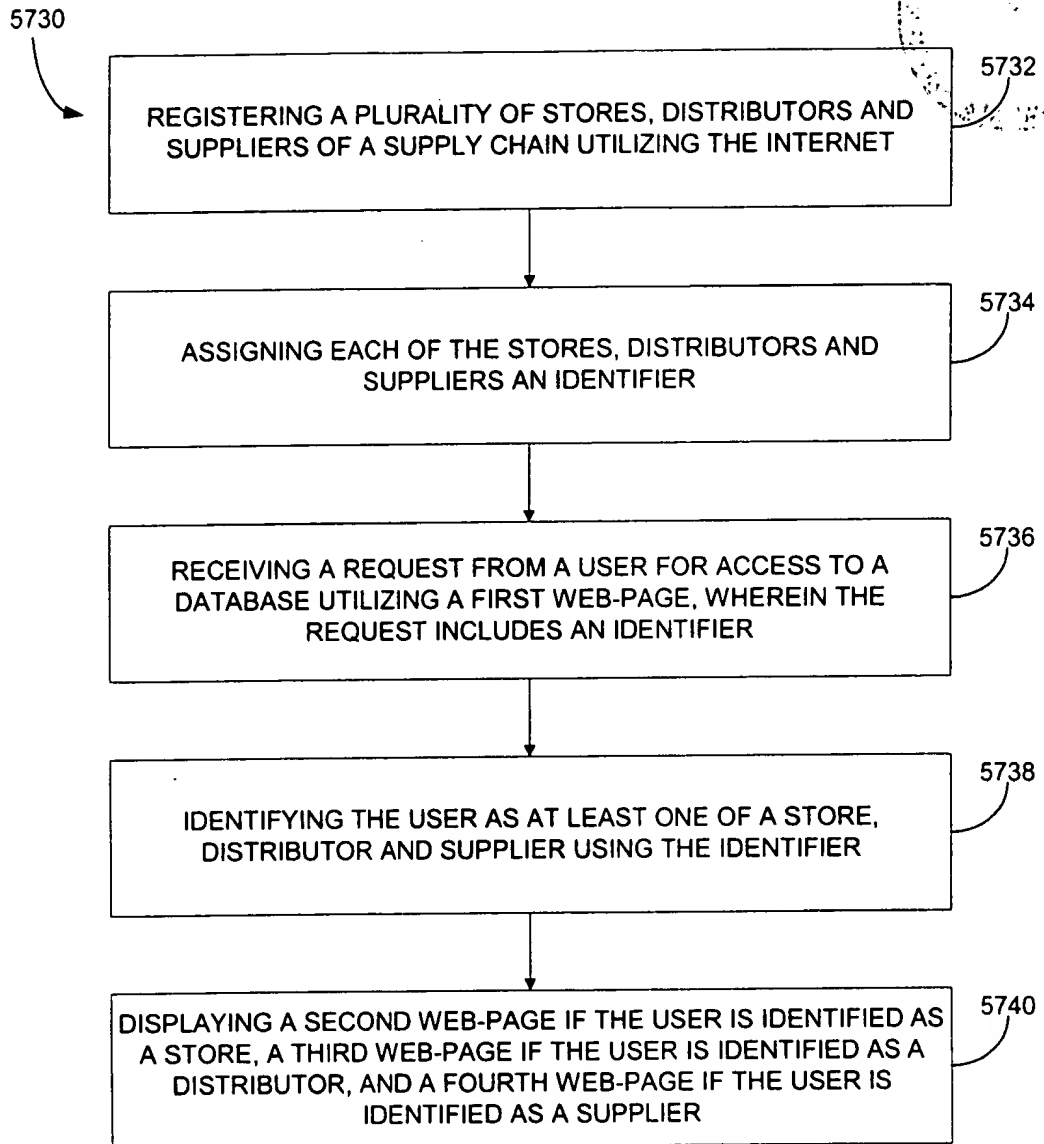 5730
5732
REGISTERING A PLURALITY OF STORES, DISTRIBUTORS AND
SUPPLIERS OF A SUPPLY CHAIN UTILIZING THE INTERNET
5734
ASSIGNING EACH OF THE STORES, DISTRIBUTORS AND
SUPPLIERS AN IDENTIFIER
5736
RECEIVING A REQUEST FROM A USER FOR ACCESS TO A
DATABASE UTILIZING A FIRST WEB-PAGE, WHEREIN THE
REQUEST INCLUDES AN IDENTIFIER
5738
IDENTIFYING THE USER AS AT LEAST ONE OF A STORE,
DISTRIBUTOR AND SUPPLIER USING THE IDENTIFIER
5740
DISPLAYING A SECOND WEB-PAGE IF THE USER IS IDENTIFIED AS
A STORE, A THIRD WEB-PAGE IF THE USER IS IDENTIFIED AS A
DISTRIBUTOR, AND A FOURTH WEB-PAGE IF THE USER IS
IDENTIFIED AS A SUPPLIER